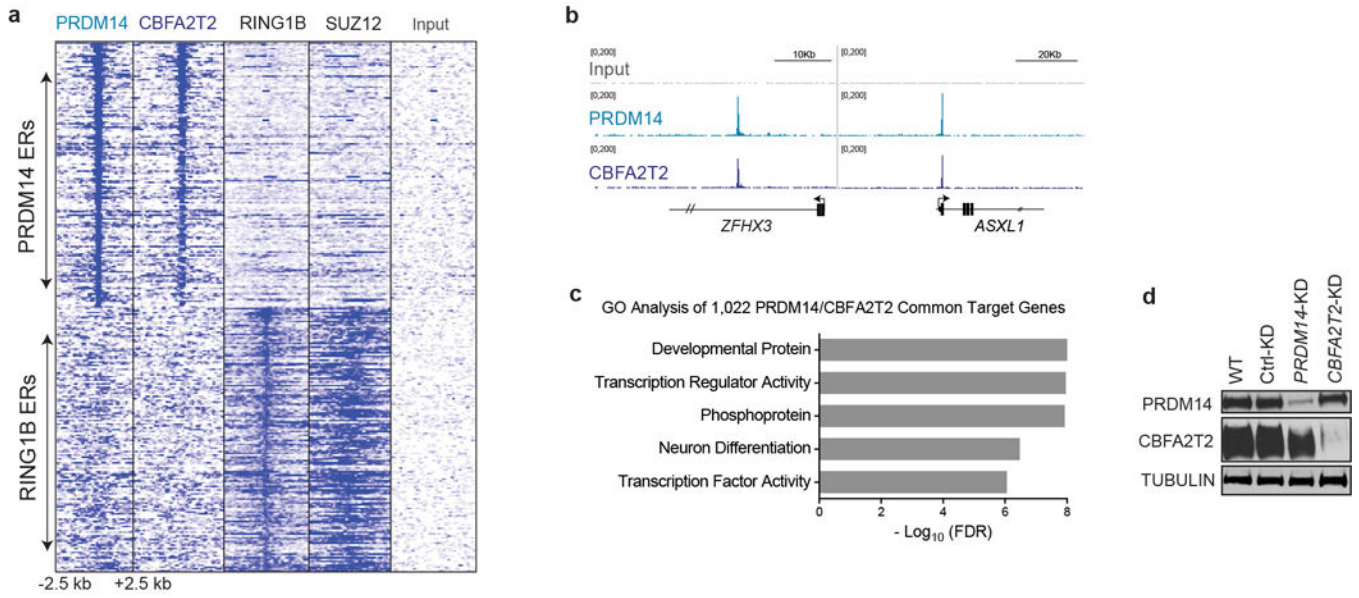 a
PRDM14 CBFA2T2 RING1B SUZ12 Input
PRDM14 ERs
RING1B ERs
-2.5 kb +2.5 kb
b
[0,200] 10Kb [0,200] 20Kb
Input
[0,200] [0,200]
PRDM14
[0,200] [0,200]
CBFA2T2
ZFHX3 ASXL1
c
GO Analysis of 1,022 PRDM14/CBFA2T2 Common Target Genes
Developmental Protein
Transcription Regulator Activity
Phosphoprotein
Neuron Differentiation
Transcription Factor Activity
0 2 4 6 8
- Log10 (FDR)
d
WT Ctrl-KD PRDM14-KD CBFA2T2-KD
PRDM14
CBFA2T2
TUBULIN